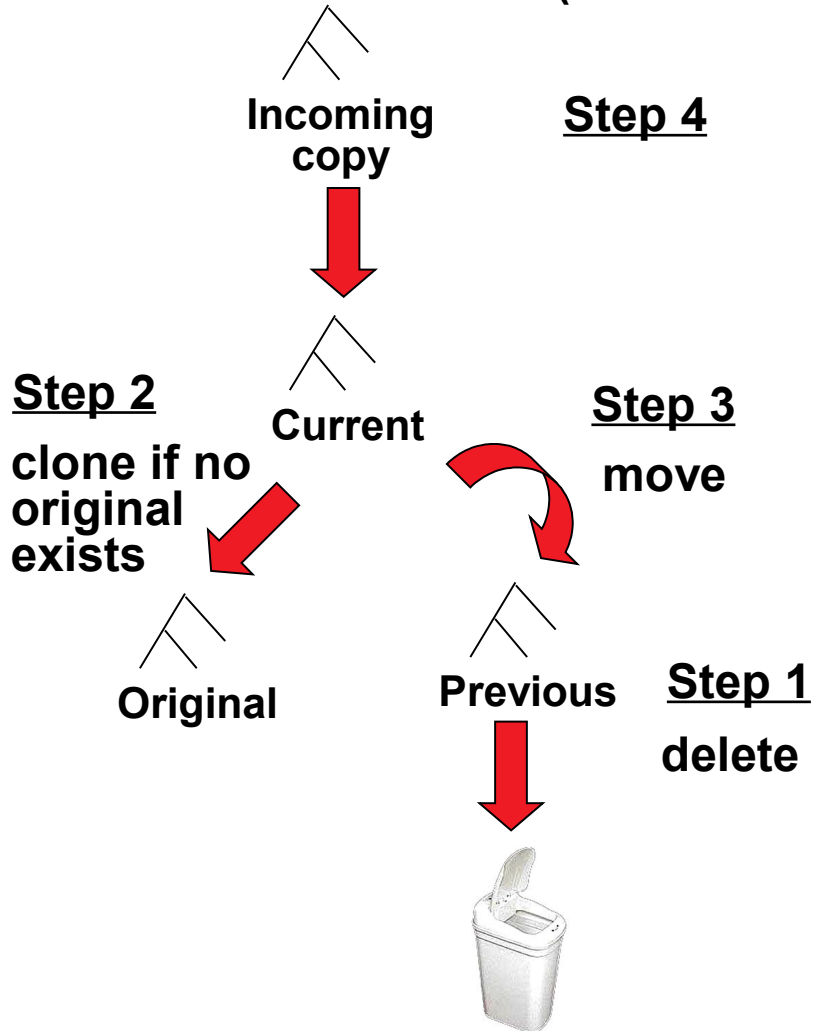 (
Incoming
copy
Step 4
Step 2
Current
Step 3
clone if no
original
exists
move
Original
Previous
Step 1
delete